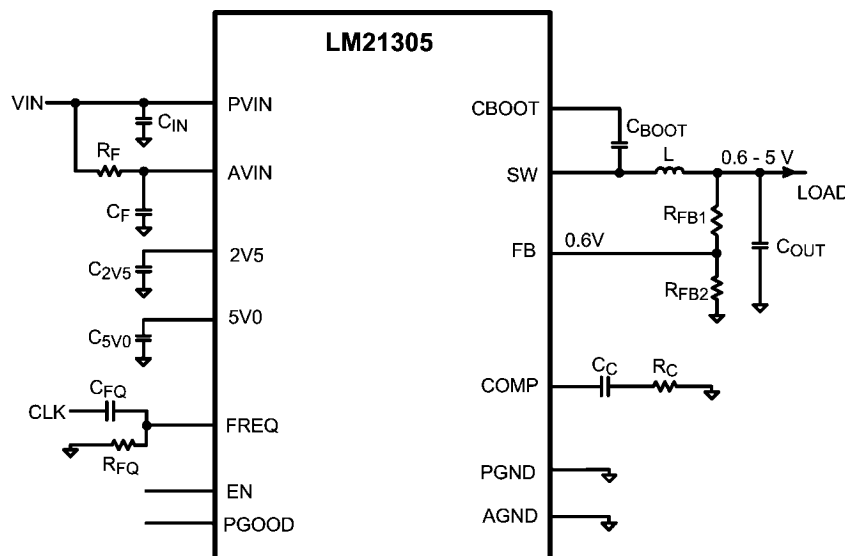 LM21305
VIN
PVIN
CIN
RF
AVIN
CF
2V5
C2V5
5V0
C5V0
CFQ
CLK
FREQ
RFQ
EN
PGOOD
CBOOT
CBOOT
L
0.6 - 5 V
SW
LOAD
RFB1
FB
0.6V
COUT
RFB2
CC
RC
COMP
PGND
AGND